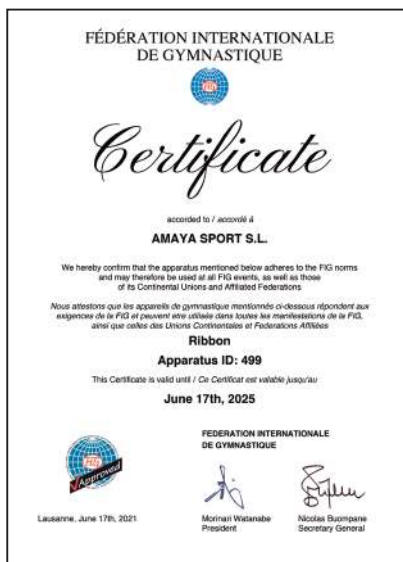 FÉDÉRATION INTERNATIONALE
DE GYMNASTIQUE
FIG
Certificate
accorded to / accordé à
AMAYA SPORT S.L.
We hereby confirm that the apparatus mentioned below adheres to the FIG norms
and may therefore be used at all FIG events, as well as those
of its Continental Unions and Affiliated Federations
Nous attestons que les appareils de gymnastique mentionnés ci-dessous répondent aux
exigences de la FIG et peuvent etre utilisés dans toutes les manifestations de la FIG,
ainsi que celles des Unions Continentales et Federations Affiliées
Ribbon
Apparatus ID: 499
This Certificate is valid until / Ce Certificat est valable jusqu'au
June 17th, 2025
FEDERATION INTERNATIONALE
DE GYMNASTIQUE
FIG
Approved
Lausanne, June 17th, 2021
Morinari Watanabe
President
Nicolas Buompane
Secretary General